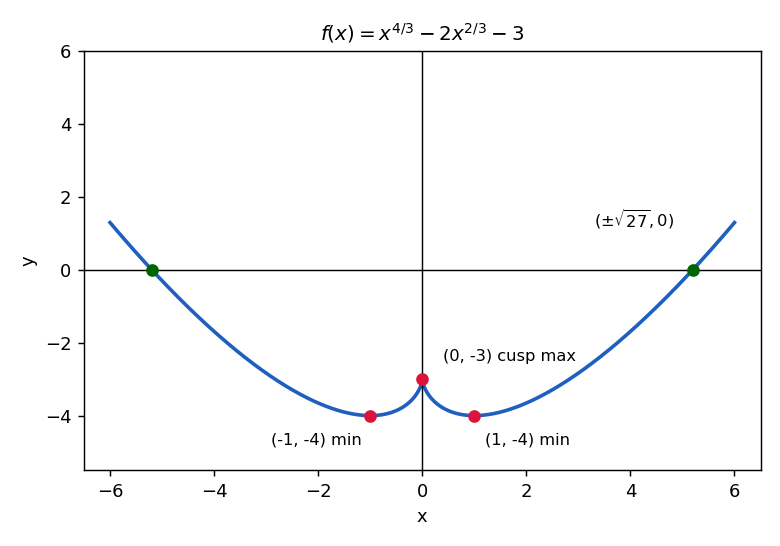 f(x) = x^{4/3} − 2x^{2/3} − 3
6
4
2
(±√27, 0)
0
y
−2
(0, -3) cusp max
−4
(-1, -4) min
(1, -4) min
−6
−4
−2
0
2
4
6
x